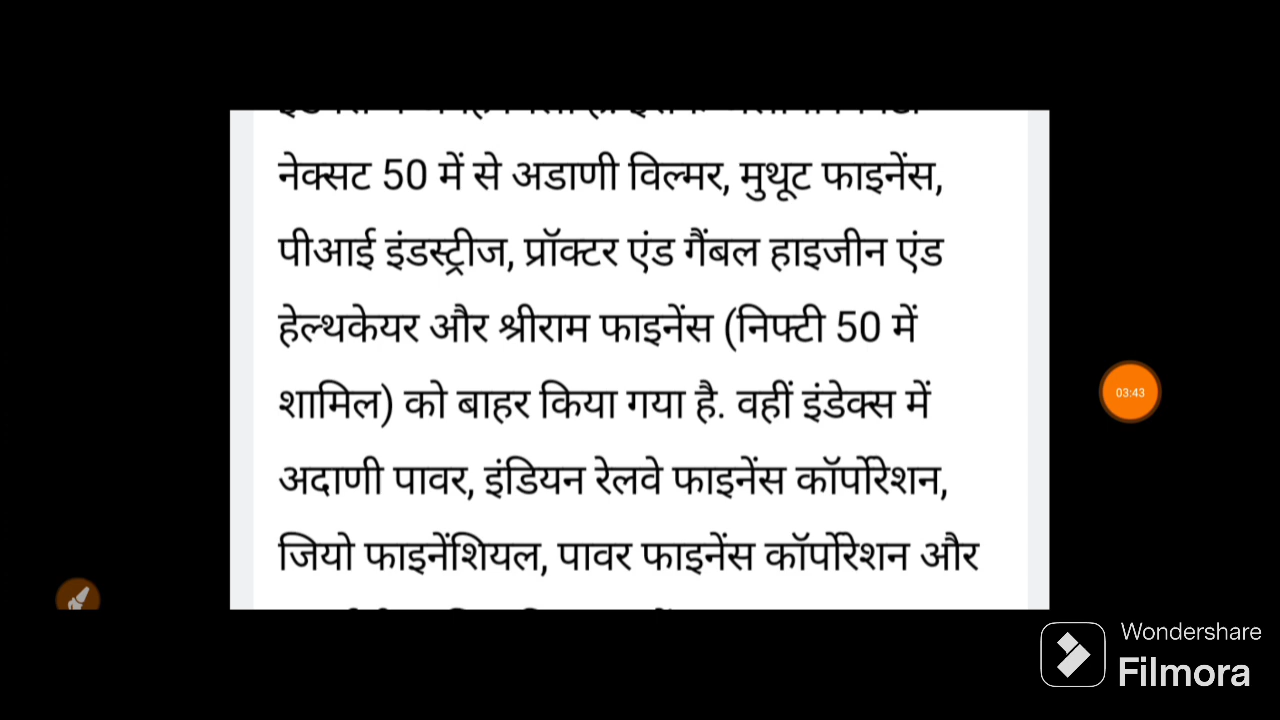 नेक्सट 50 में से अडाणी विल्मर, मुथूट फाइनेंस,
पीआई इंडस्ट्रीज, प्रॉक्टर एंड गैंबल हाइजीन एंड
हेल्थकेयर और श्रीराम फाइनेंस (निफ्टी 50 में
शामिल) को बाहर किया गया है. वहीं इंडेक्स में
अदाणी पावर, इंडियन रेलवे फाइनेंस कॉर्पोरेशन,
जियो फाइनेंशियल, पावर फाइनेंस कॉर्पोरेशन और
03:43
Wondershare
Filmora